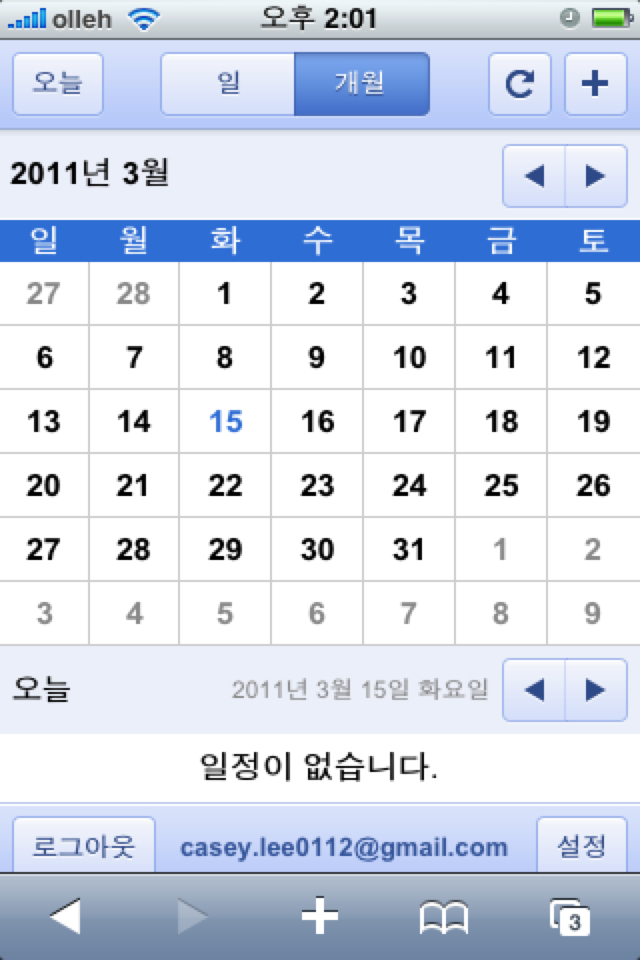 olleh 오후 2:01
오늘 일 개월
2011년 3월
일 월 화 수 목 금 토
27 28 1 2 3 4 5
6 7 8 9 10 11 12
13 14 15 16 17 18 19
20 21 22 23 24 25 26
27 28 29 30 31 1 2
3 4 5 6 7 8 9
오늘 2011년 3월 15일 화요일
일정이 없습니다.
로그아웃 casey.lee0112@gmail.com 설정
3